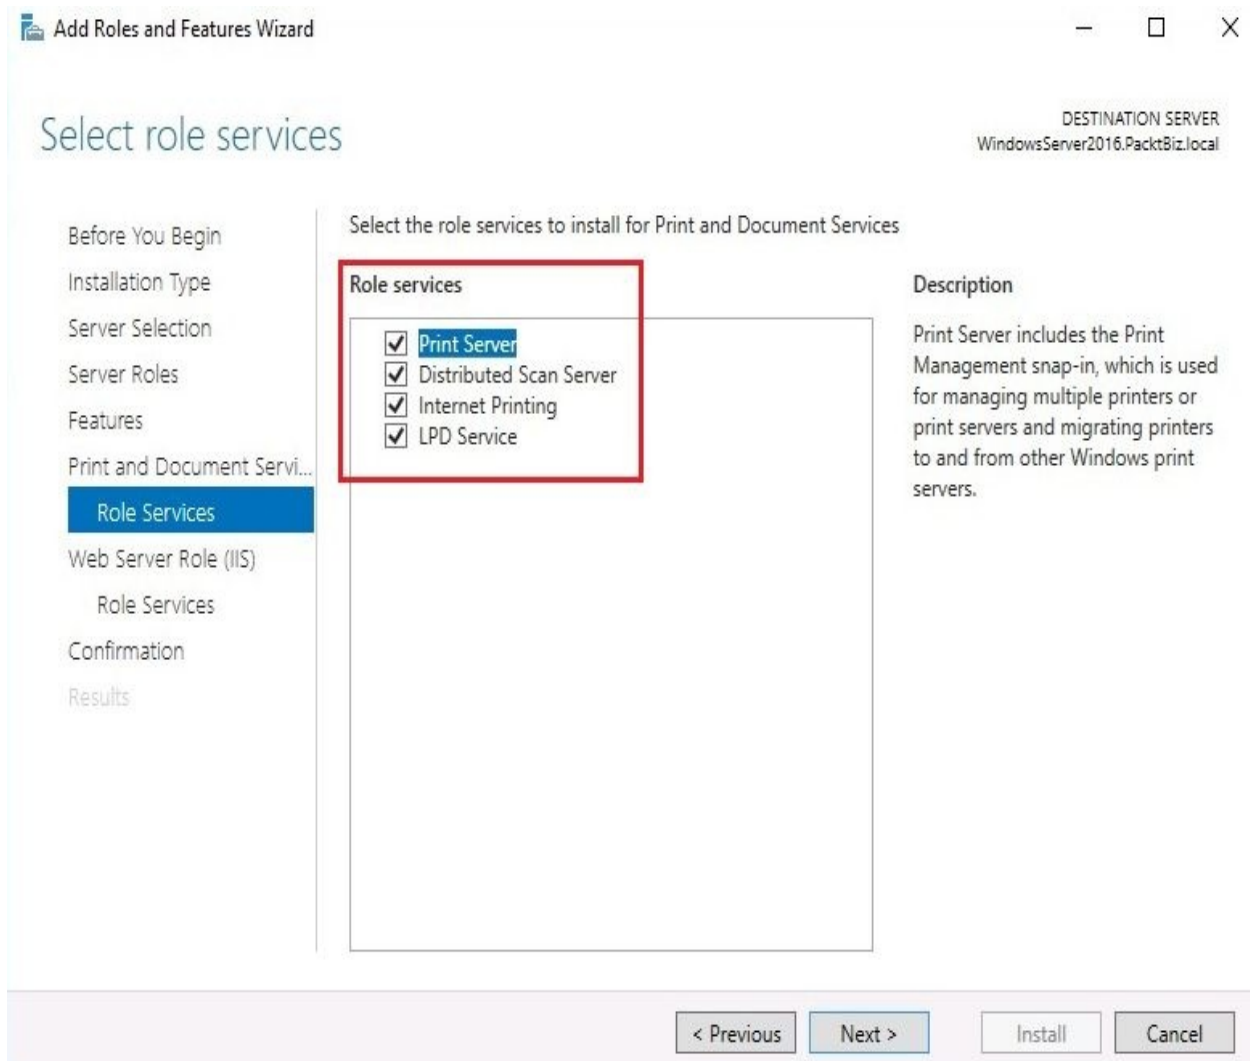 Add Roles and Features Wizard
Select role services
DESTINATION SERVER
WindowsServer2016.PacktBiz.local
Before You Begin
Installation Type
Server Selection
Server Roles
Features
Print and Document Servi...
Role Services
Web Server Role (IIS)
Role Services
Confirmation
Results
Select the role services to install for Print and Document Services
Role services
Print Server
Distributed Scan Server
Internet Printing
LPD Service
Description
Print Server includes the Print
Management snap-in, which is used
for managing multiple printers or
print servers and migrating printers
to and from other Windows print
servers.
< Previous
Next >
Install
Cancel